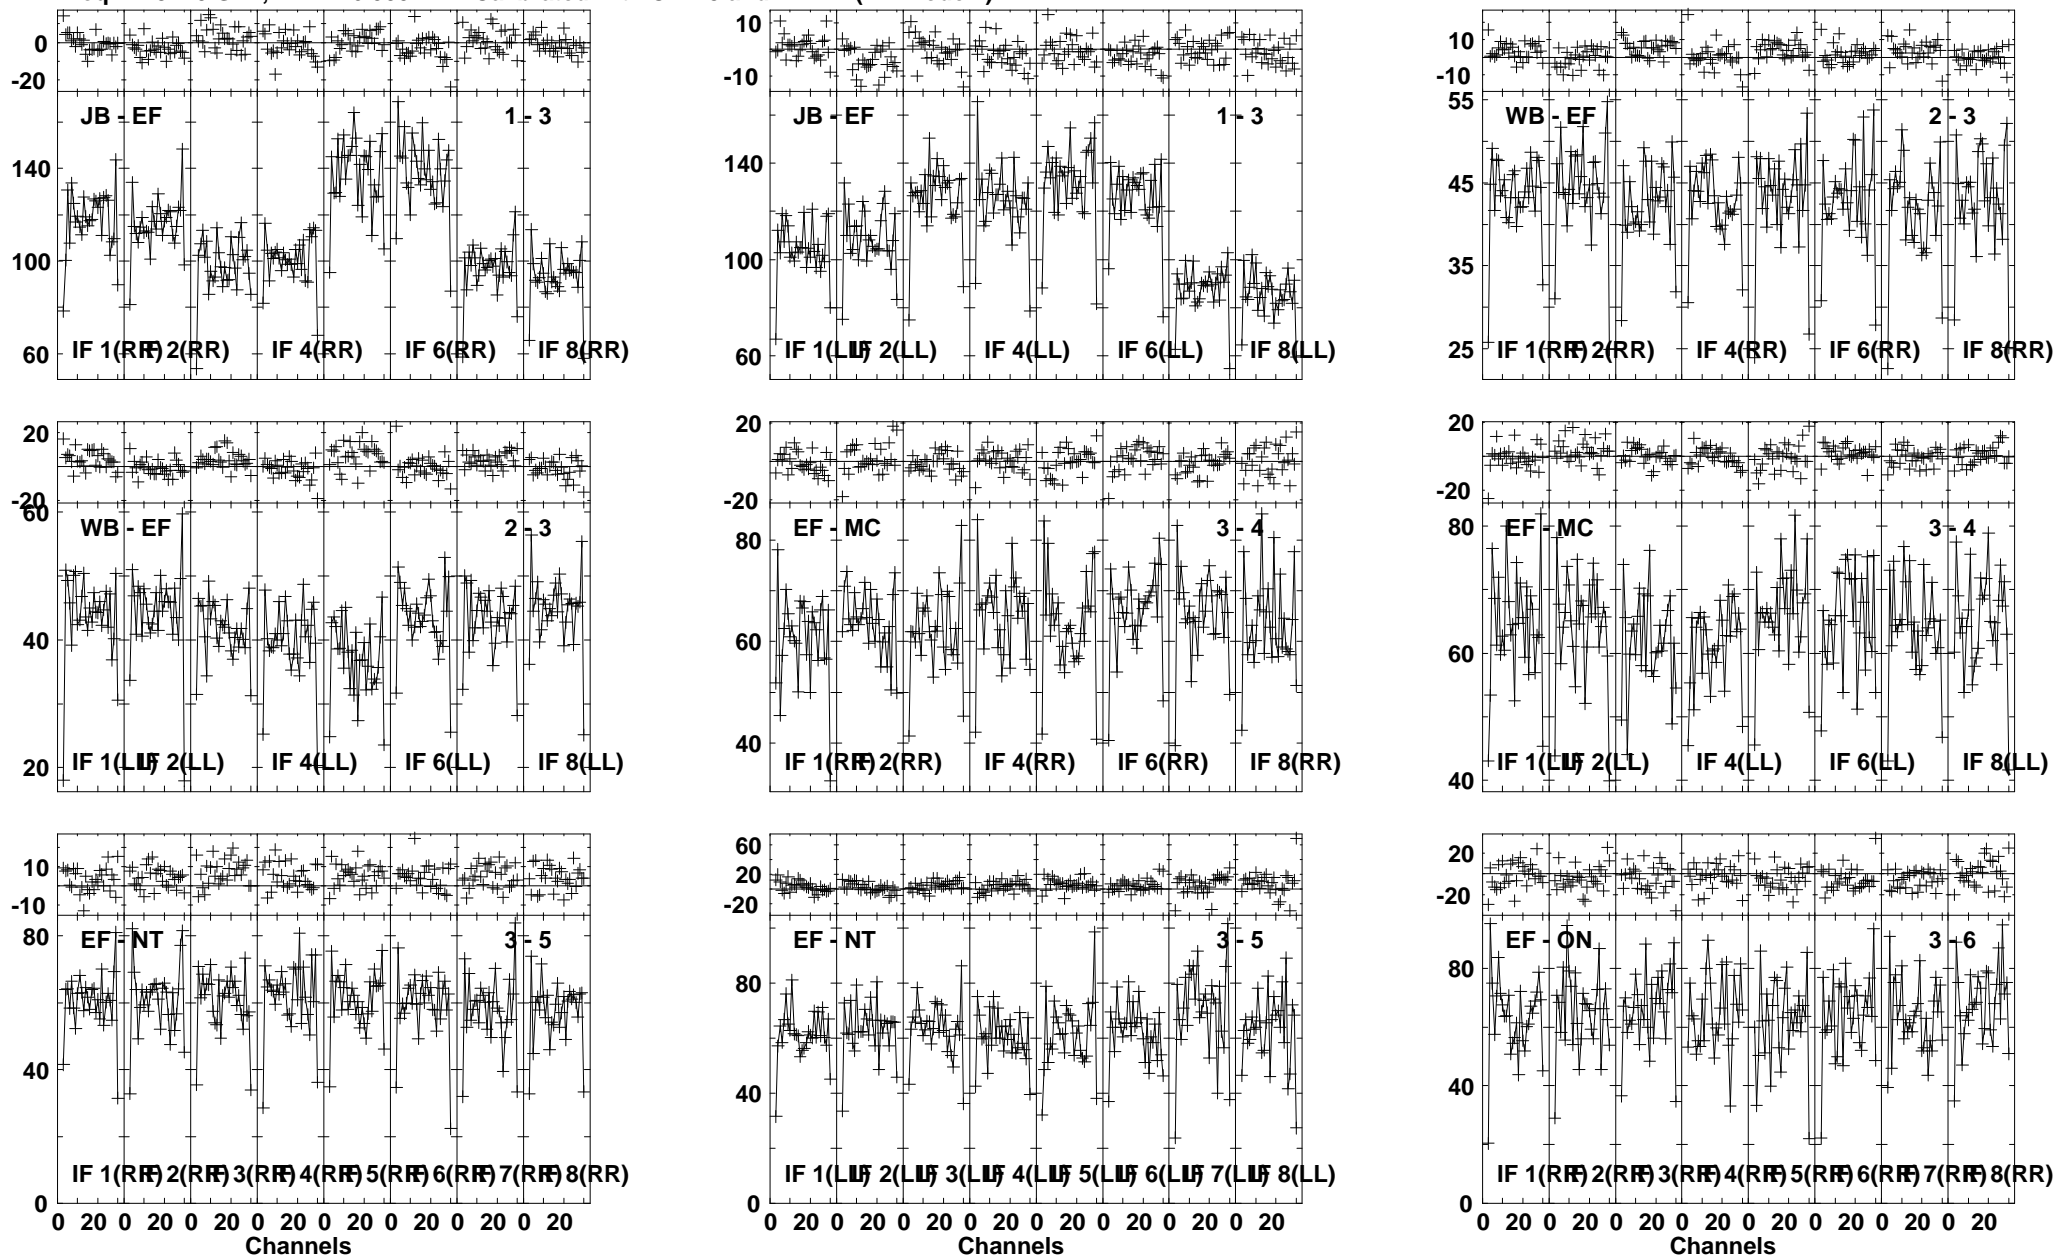 10 10
0 10
-20 -10 -10
JB - EF 1 - 3 JB - EF 1 - 3 55 WB - EF 2 - 3
140 140 45
100 100 35
60 IF 1(RR) IF 2(RR) IF 4(RR) IF 6(RR) IF 8(RR) 60 IF 1(LL) IF 2(LL) IF 4(LL) IF 6(LL) IF 8(LL) 25 IF 1(RR) IF 2(RR) IF 4(RR) IF 6(RR) IF 8(RR)
20 20 20
-20 -20 -20
60 WB - EF 2 - 3 80 EF - MC 3 - 4 80 EF - MC 3 - 4
40 60 60
20 IF 1(LL) IF 2(LL) IF 4(LL) IF 6(LL) IF 8(LL) 40 IF 1(RR) IF 2(RR) IF 4(RR) IF 6(RR) IF 8(RR) 40 IF 1(LL) IF 2(LL) IF 4(LL) IF 6(LL) IF 8(LL)
10 60 20
-10 20 -20
-20
80 EF - NT 3 - 5 EF - NT 3 - 5 EF - ON 3 - 6
40 80 80
40 40
IF 1(RR) IF 2(RR) IF 3(RR) IF 4(RR) IF 5(RR) IF 6(RR) IF 7(RR) IF 8(RR) IF 1(LL) IF 2(LL) IF 3(LL) IF 4(LL) IF 5(LL) IF 6(LL) IF 7(LL) IF 8(LL) IF 1(RR) IF 2(RR) IF 3(RR) IF 4(RR) IF 5(RR) IF 6(RR) IF 7(RR) IF 8(RR)
0 0 0
0 20 0 20 0 20 0 20 0 20 0 20 0 20 0 20 0 20 0 20 0 20 0 20 0 20 0 20 0 20 0 20 0 20 0 20 0 20 0 20 0 20 0 20 0 20 0 20
Channels Channels Channels